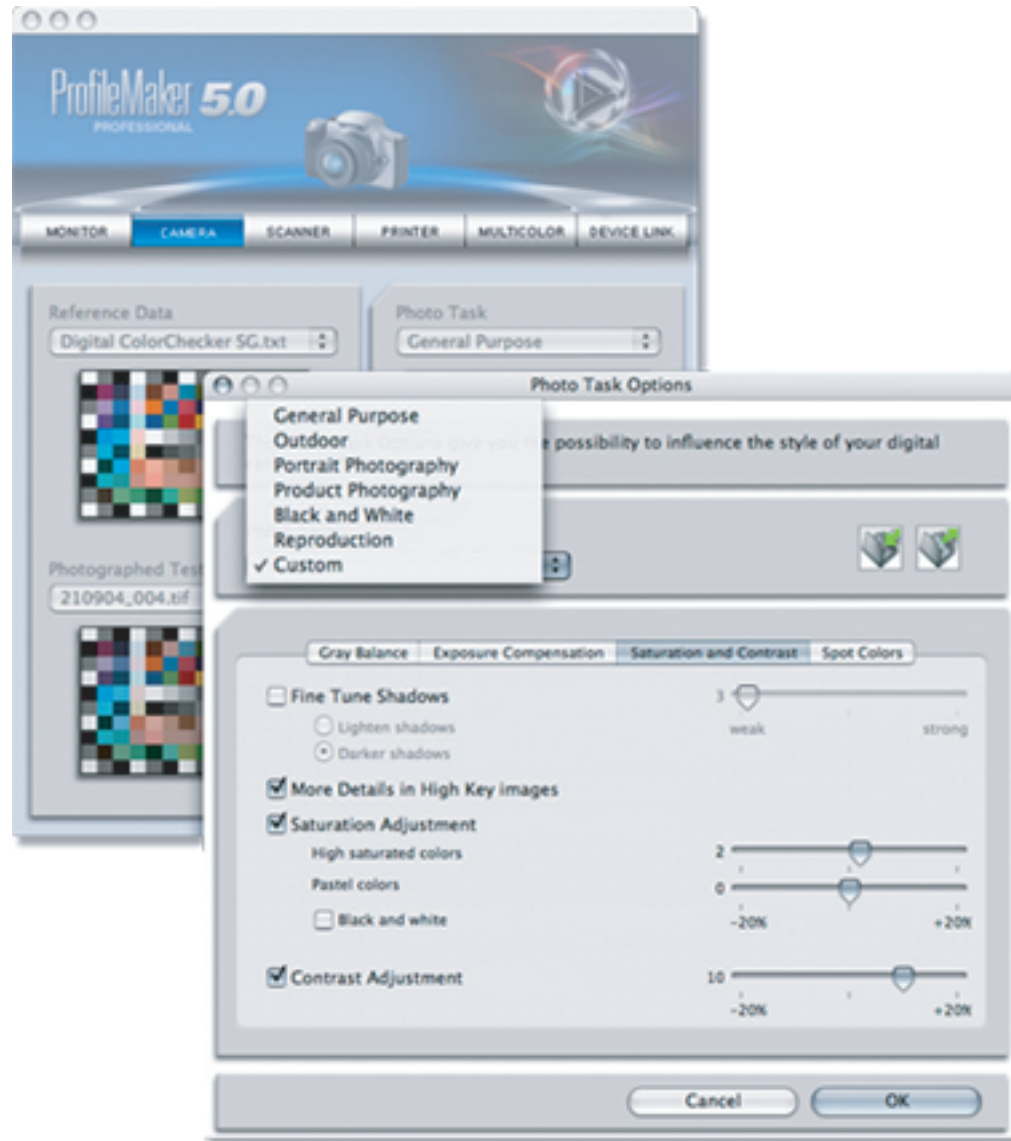 ProfileMaker 5.0
PROFESSIONAL
MONITOR CAMERA SCANNER PRINTER MULTICOLOR DEVICE LINK
Reference Data
Digital ColorChecker SG.txt
Photo Task
General Purpose
Photographed Tes
210904_004.tif
Photo Task Options
General Purpose
Outdoor
Portrait Photography
Product Photography
Black and White
Reproduction
✓ Custom
give you the possibility to influence the style of your digital
Gray Balance Exposure Compensation Saturation and Contrast Spot Colors
Fine Tune Shadows
3
Lighten shadows
Darker shadows
weak strong
More Details in High Key images
Saturation Adjustment
High saturated colors 2
Pastel colors 0
Black and white
-20% +20%
Contrast Adjustment 10
-20% +20%
Cancel OK